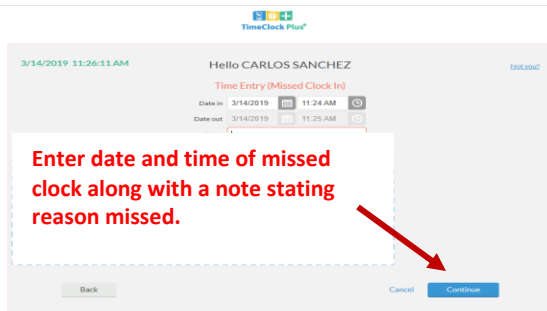 TimeClock Plus®
3/14/2019 11:26:11 AM
Hello CARLOS SANCHEZ
Not you?
Time Entry (Missed Clock In)
Date in 3/14/2019 11:24 AM
Date out 3/14/2019 11:25 AM
Enter date and time of missed
clock along with a note stating
reason missed.
Back
Cancel
Continue